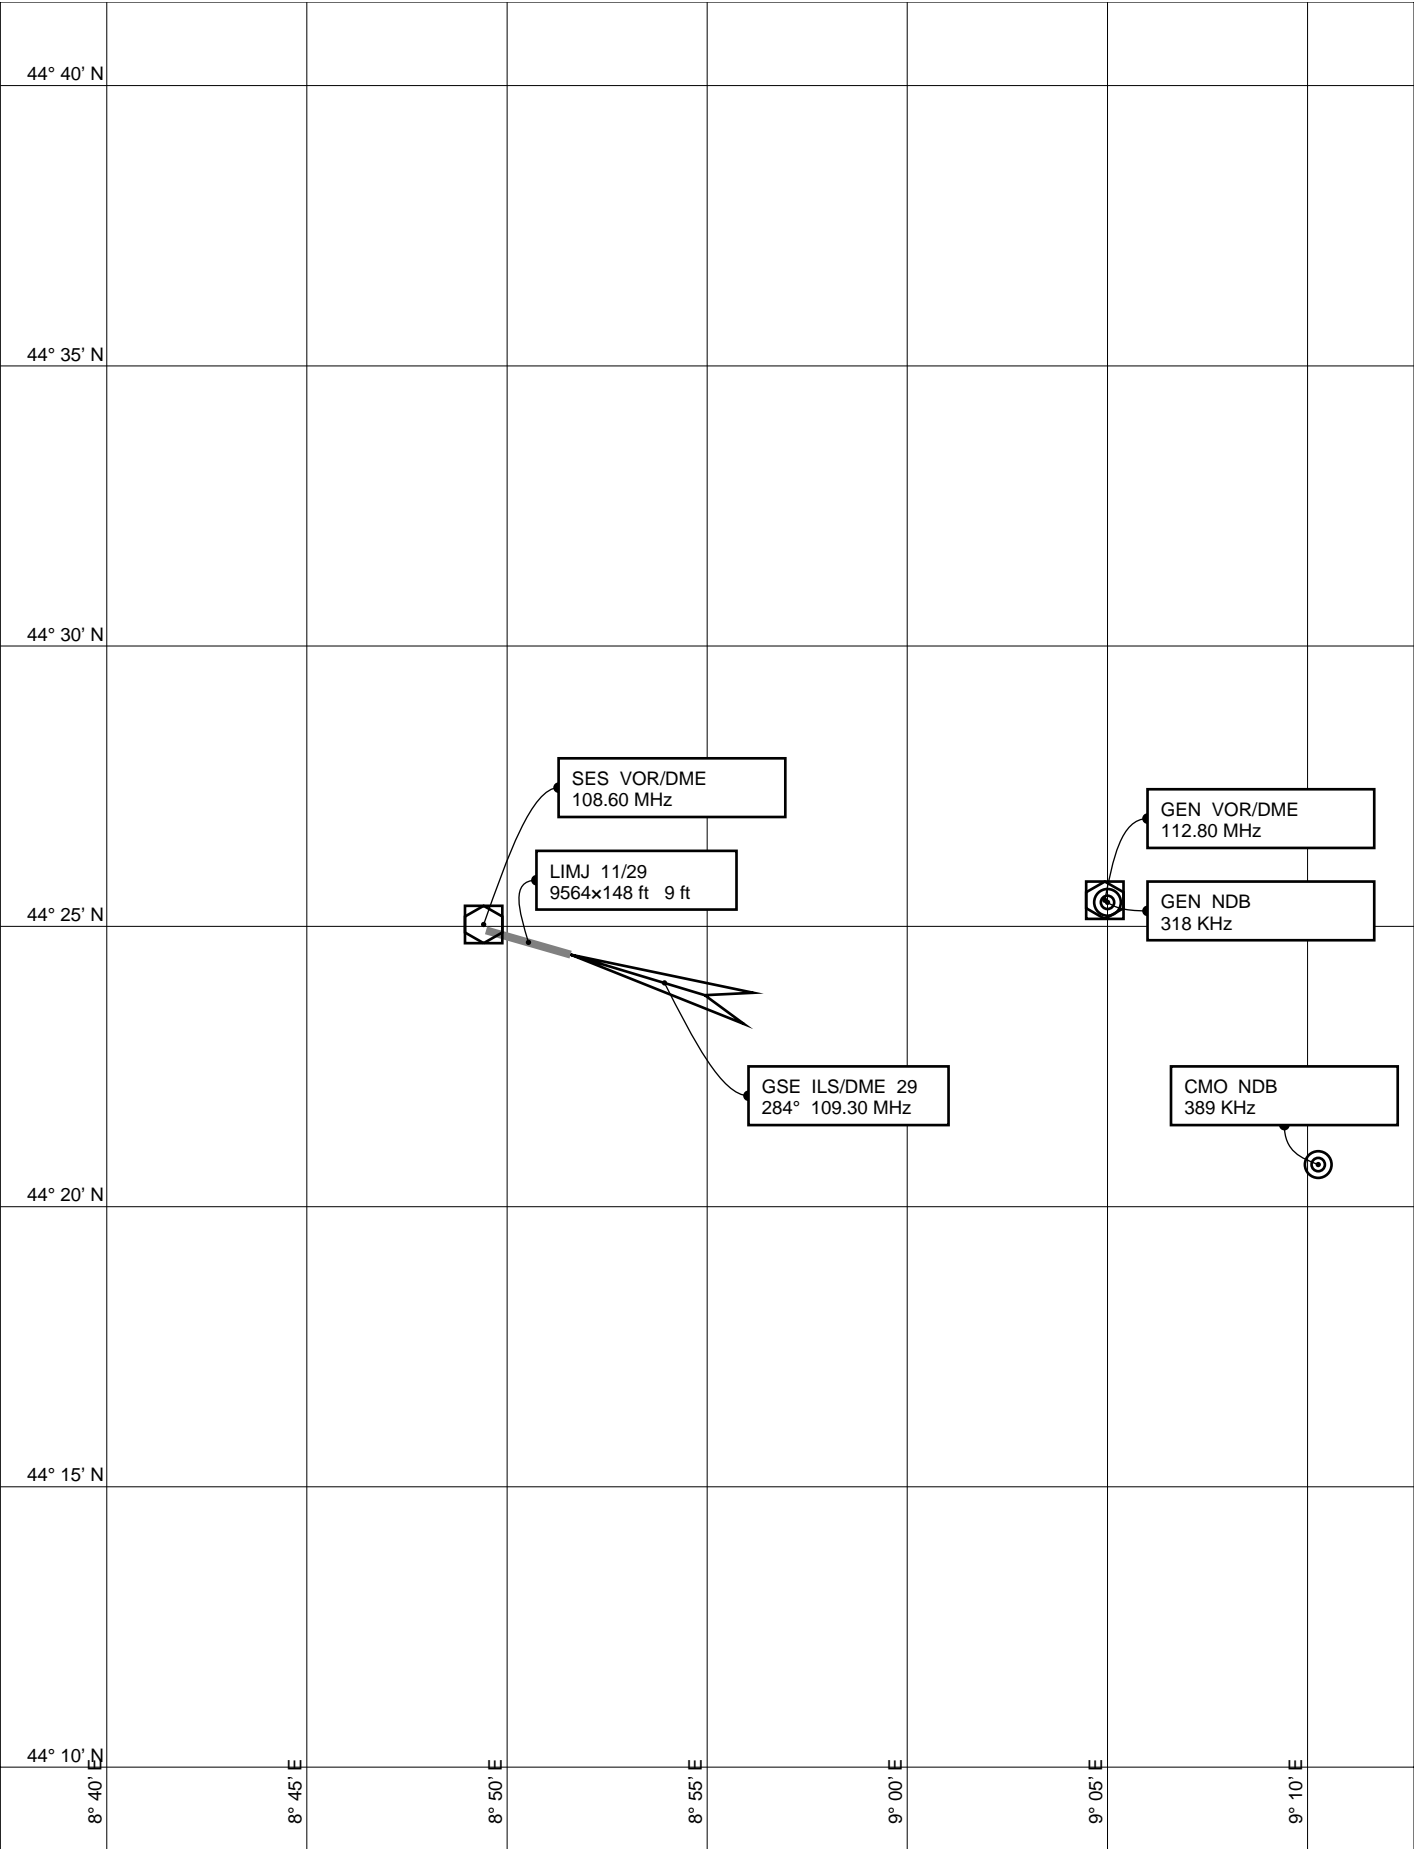 44° 40' N
44° 35' N
44° 30' N
SES VOR/DME
108.60 MHz
GEN VOR/DME
112.80 MHz
LIMJ 11/29
9564×148 ft 9 ft
GEN NDB
318 KHz
44° 25' N
GSE ILS/DME 29
284° 109.30 MHz
CMO NDB
389 KHz
44° 20' N
44° 15' N
44° 10' N
8° 40' E
8° 45' E
8° 50' E
8° 55' E
9° 00' E
9° 05' E
9° 10' E